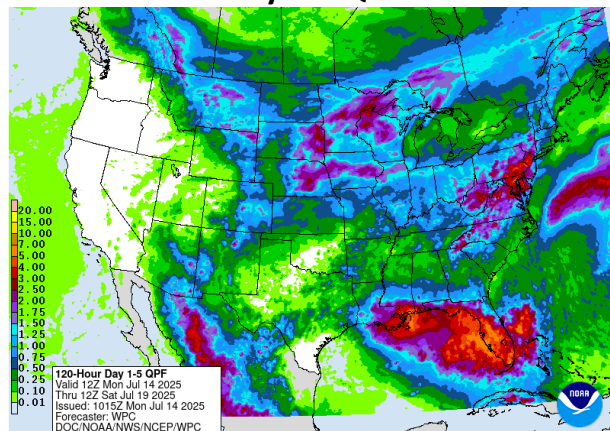 20.00
15.00
10.00
7.00
5.00
4.00
3.00
2.50
2.00
1.75
1.50
1.25
1.00
0.75
0.50
0.25
0.10
0.01
120-Hour Day 1-5 QPF
Valid 12Z Mon Jul 14 2025
Thru 12Z Sat Jul 19 2025
Issued: 1015Z Mon Jul 14 2025
Forecaster: WPC
DOC/NOAA/NWS/NCEP/WPC
NOAA